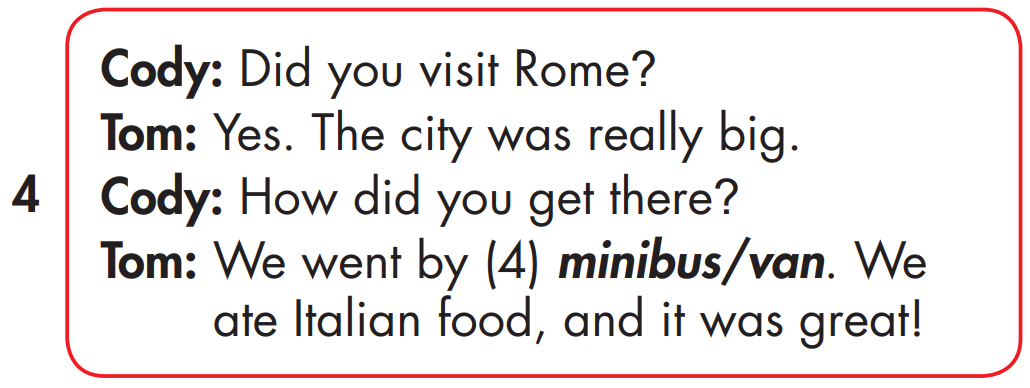 Cody: Did you visit Rome?
Tom: Yes. The city was really big.
4
Cody: How did you get there?
Tom: We went by (4) minibus/van. We
ate Italian food, and it was great!